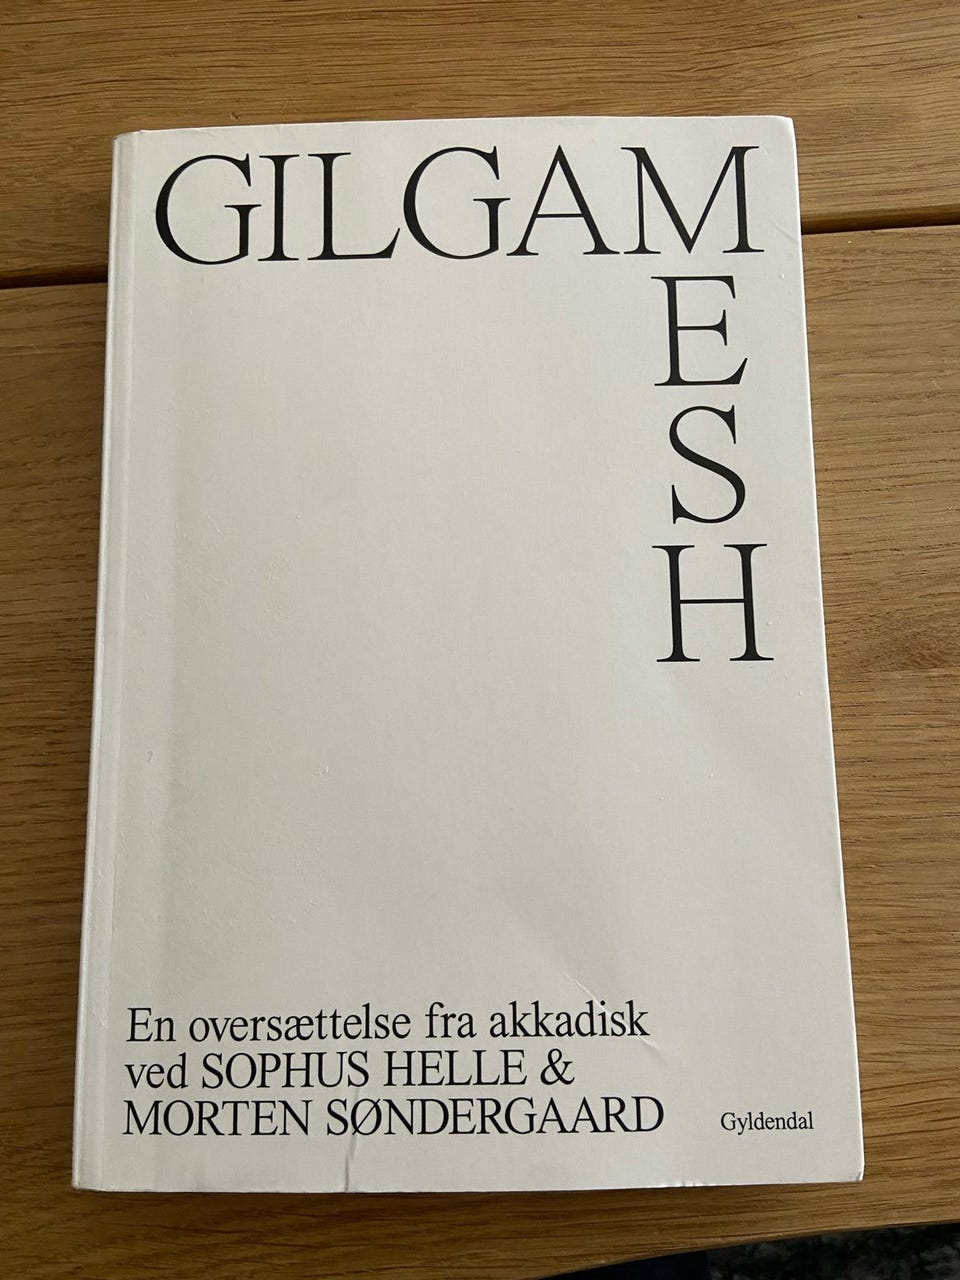 GILGAM
E
S
H
En oversættelse fra akkadisk
ved SOPHUS HELLE &
MORTEN SØNDERGAARD
Gyldendal